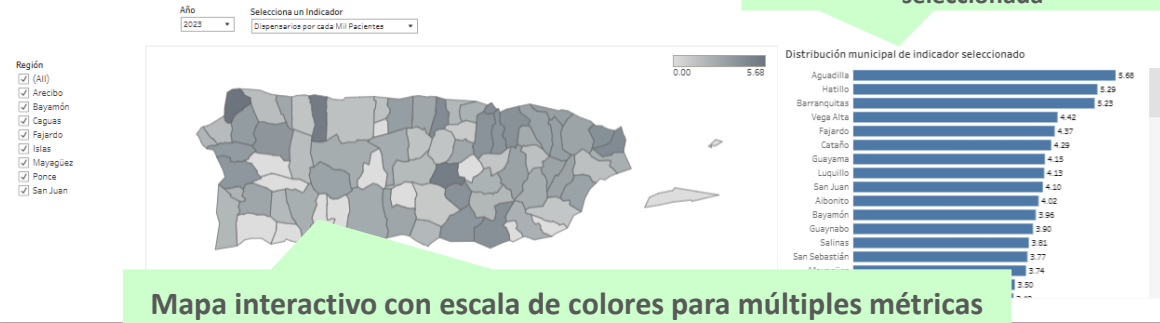 seleccionada
Año
2023
Selecciona un Indicador
Dispensarios por cada Mil Pacientes
Región
(All)
Arecibo
Bayamón
Caguas
Fajardo
Islas
Mayagüez
Ponce
San Juan
0.00 5.68
Distribución municipal de indicador seleccionado
Aguadilla 5.68
Hatillo 5.29
Barranquitas 5.23
Vega Alta 4.42
Fajardo 4.37
Cataño 4.29
Guayama 4.15
Luquillo 4.13
San Juan 4.10
Aibonito 4.02
Bayamón 3.96
Guaynabo 3.90
Salinas 3.81
San Sebastián 3.77
3.74
3.50
Mapa interactivo con escala de colores para múltiples métricas